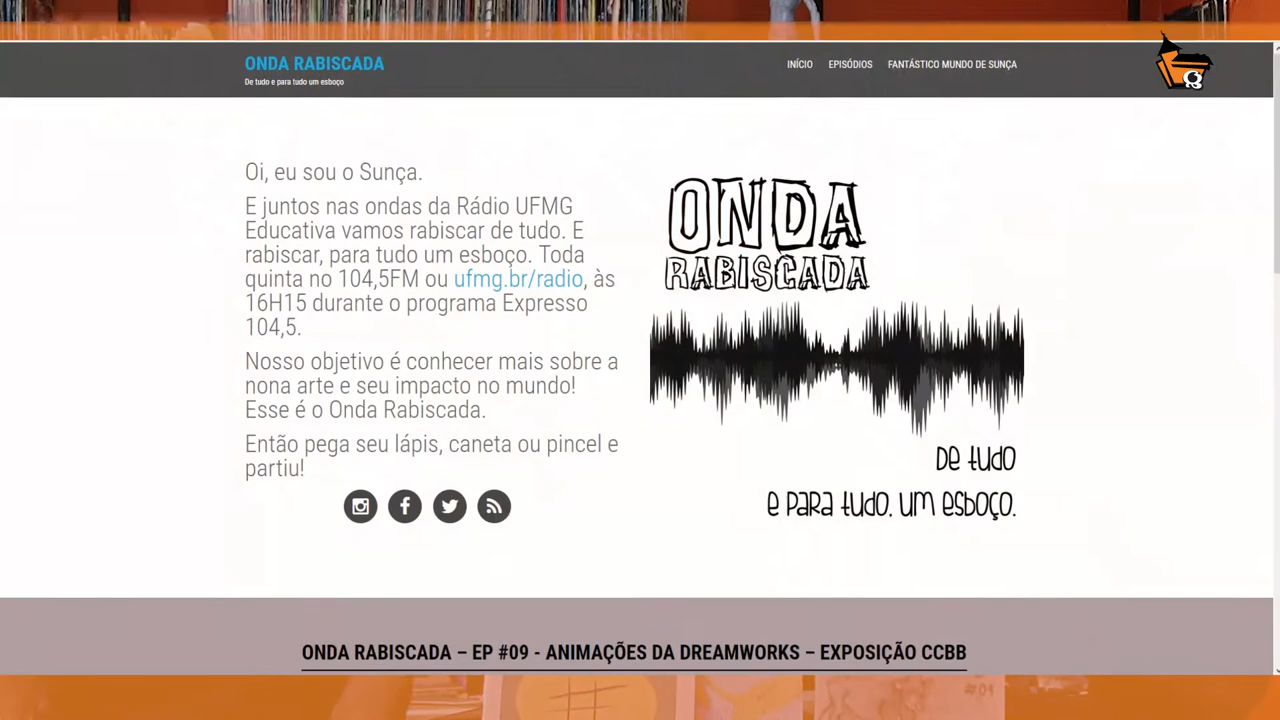 ONDA RABISCADA
De tudo e para tudo um esboço
INÍCIO EPISÓDIOS FANTÁSTICO MUNDO DE SUNÇA
Oi, eu sou o Sunça.
E juntos nas ondas da Rádio UFMG
Educativa vamos rabiscar de tudo. E
rabiscar, para tudo um esboço. Toda
quinta no 104,5FM ou ufmg.br/radio, às
16H15 durante o programa Expresso
104,5.
Nosso objetivo é conhecer mais sobre a
nona arte e seu impacto no mundo!
Esse é o Onda Rabiscada.
Então pega seu lápis, caneta ou pincel e
partiu!
ONDA
RABISCADA
De tudo
e para tudo. um esboço.
ONDA RABISCADA – EP #09 - ANIMAÇÕES DA DREAMWORKS – EXPOSIÇÃO CCBB
#01